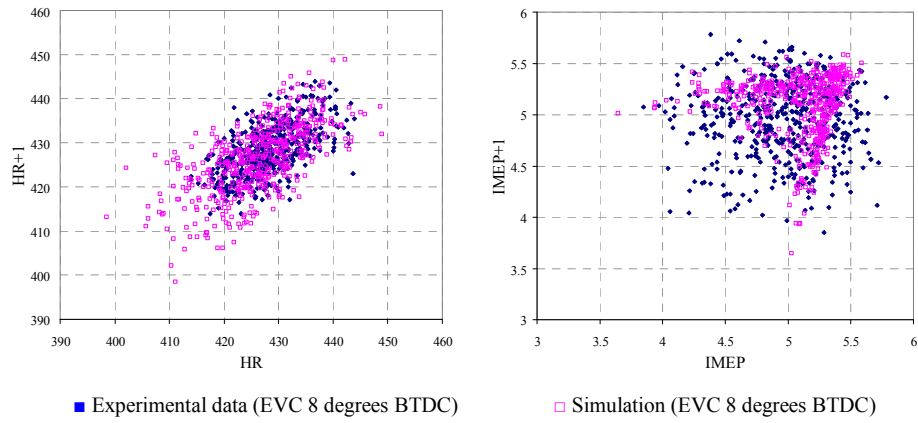 460
450
440
430
420
410
400
390
HR+1
390 400 410 420 430 440 450 460
HR
6
5.5
5
4.5
4
3.5
3
IMEP+1
3 3.5 4 4.5 5 5.5 6
IMEP
Experimental data (EVC 8 degrees BTDC)
Simulation (EVC 8 degrees BTDC)